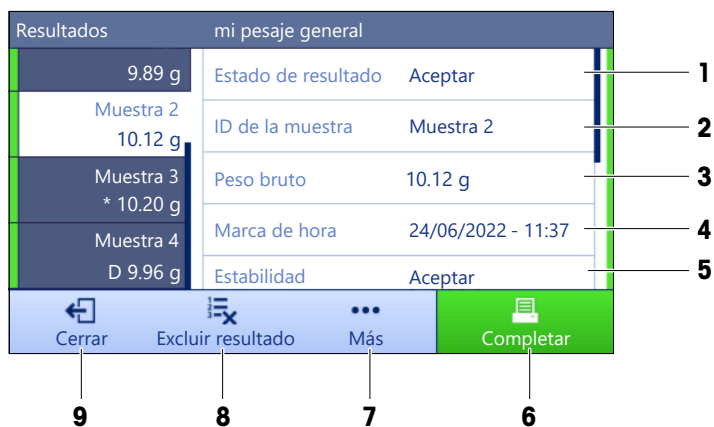 Resultados
mi pesaje general
9.89 g
Muestra 2
10.12 g
Muestra 3
* 10.20 g
Muestra 4
D 9.96 g
Estado de resultado Aceptar
ID de la muestra Muestra 2
Peso bruto 10.12 g
Marca de hora 24/06/2022 - 11:37
Estabilidad Aceptar
1
2
3
4
5
Cerrar
Excluir resultado
Más
Completar
9
8
7
6